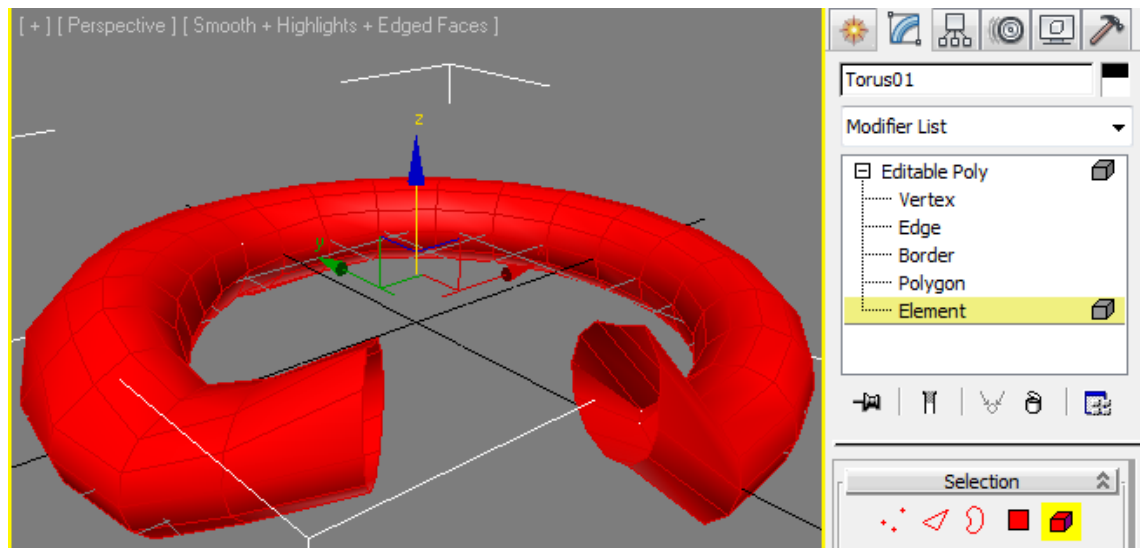 [ + ] [ Perspective ] [ Smooth + Highlights + Edged Faces ]
z
y
Torus01
Modifier List
Editable Poly
Vertex
Edge
Border
Polygon
Element
Selection